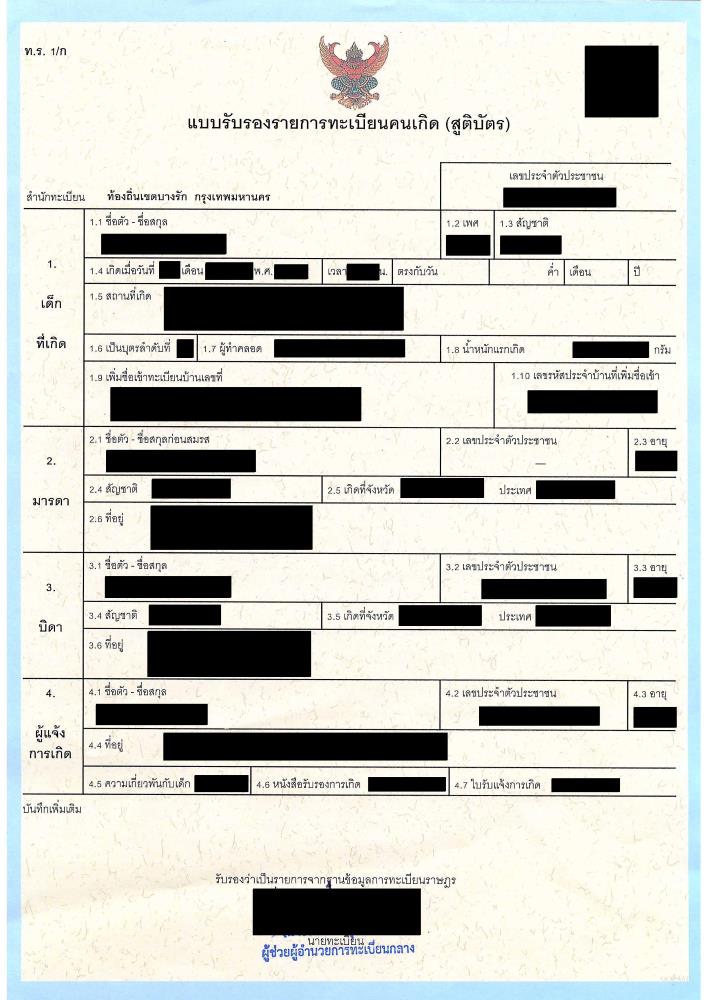 ท.ร. 1/ก
แบบรับรองรายการทะเบียนคนเกิด (สูติบัตร)
เลขประจำตัวประชาชน
สำนักทะเบียน ท้องถิ่นเขตบางรัก กรุงเทพมหานคร
1.
เด็ก
ที่เกิด
1.1 ชื่อตัว - ชื่อสกุล
1.2 เพศ
1.3 สัญชาติ
1.4 เกิดเมื่อวันที่ เดือน พ.ศ. เวลา น. ตรงกับวัน ค่ำ เดือน ปี
1.5 สถานที่เกิด
1.6 เป็นบุตรลำดับที่
1.7 ผู้ทำคลอด
1.8 น้ำหนักแรกเกิด กรัม
1.9 เพิ่มชื่อเข้าทะเบียนบ้านเลขที่
1.10 เลขรหัสประจำบ้านที่เพิ่มชื่อเข้า
2.
มารดา
2.1 ชื่อตัว - ชื่อสกุลก่อนสมรส
2.2 เลขประจำตัวประชาชน
—
2.3 อายุ
2.4 สัญชาติ
2.5 เกิดที่จังหวัด ประเทศ
2.6 ที่อยู่
3.
บิดา
3.1 ชื่อตัว - ชื่อสกุล
3.2 เลขประจำตัวประชาชน
3.3 อายุ
3.4 สัญชาติ
3.5 เกิดที่จังหวัด ประเทศ
3.6 ที่อยู่
4.
ผู้แจ้ง
การเกิด
4.1 ชื่อตัว - ชื่อสกุล
4.2 เลขประจำตัวประชาชน
4.3 อายุ
4.4 ที่อยู่
4.5 ความเกี่ยวพันกับเด็ก
4.6 หนังสือรับรองการเกิด
4.7 ใบรับแจ้งการเกิด
บันทึกเพิ่มเติม
รับรองว่าเป็นรายการจากฐานข้อมูลการทะเบียนราษฎร
นายทะเบียน
ผู้ช่วยผู้อำนวยการทะเบียนกลาง